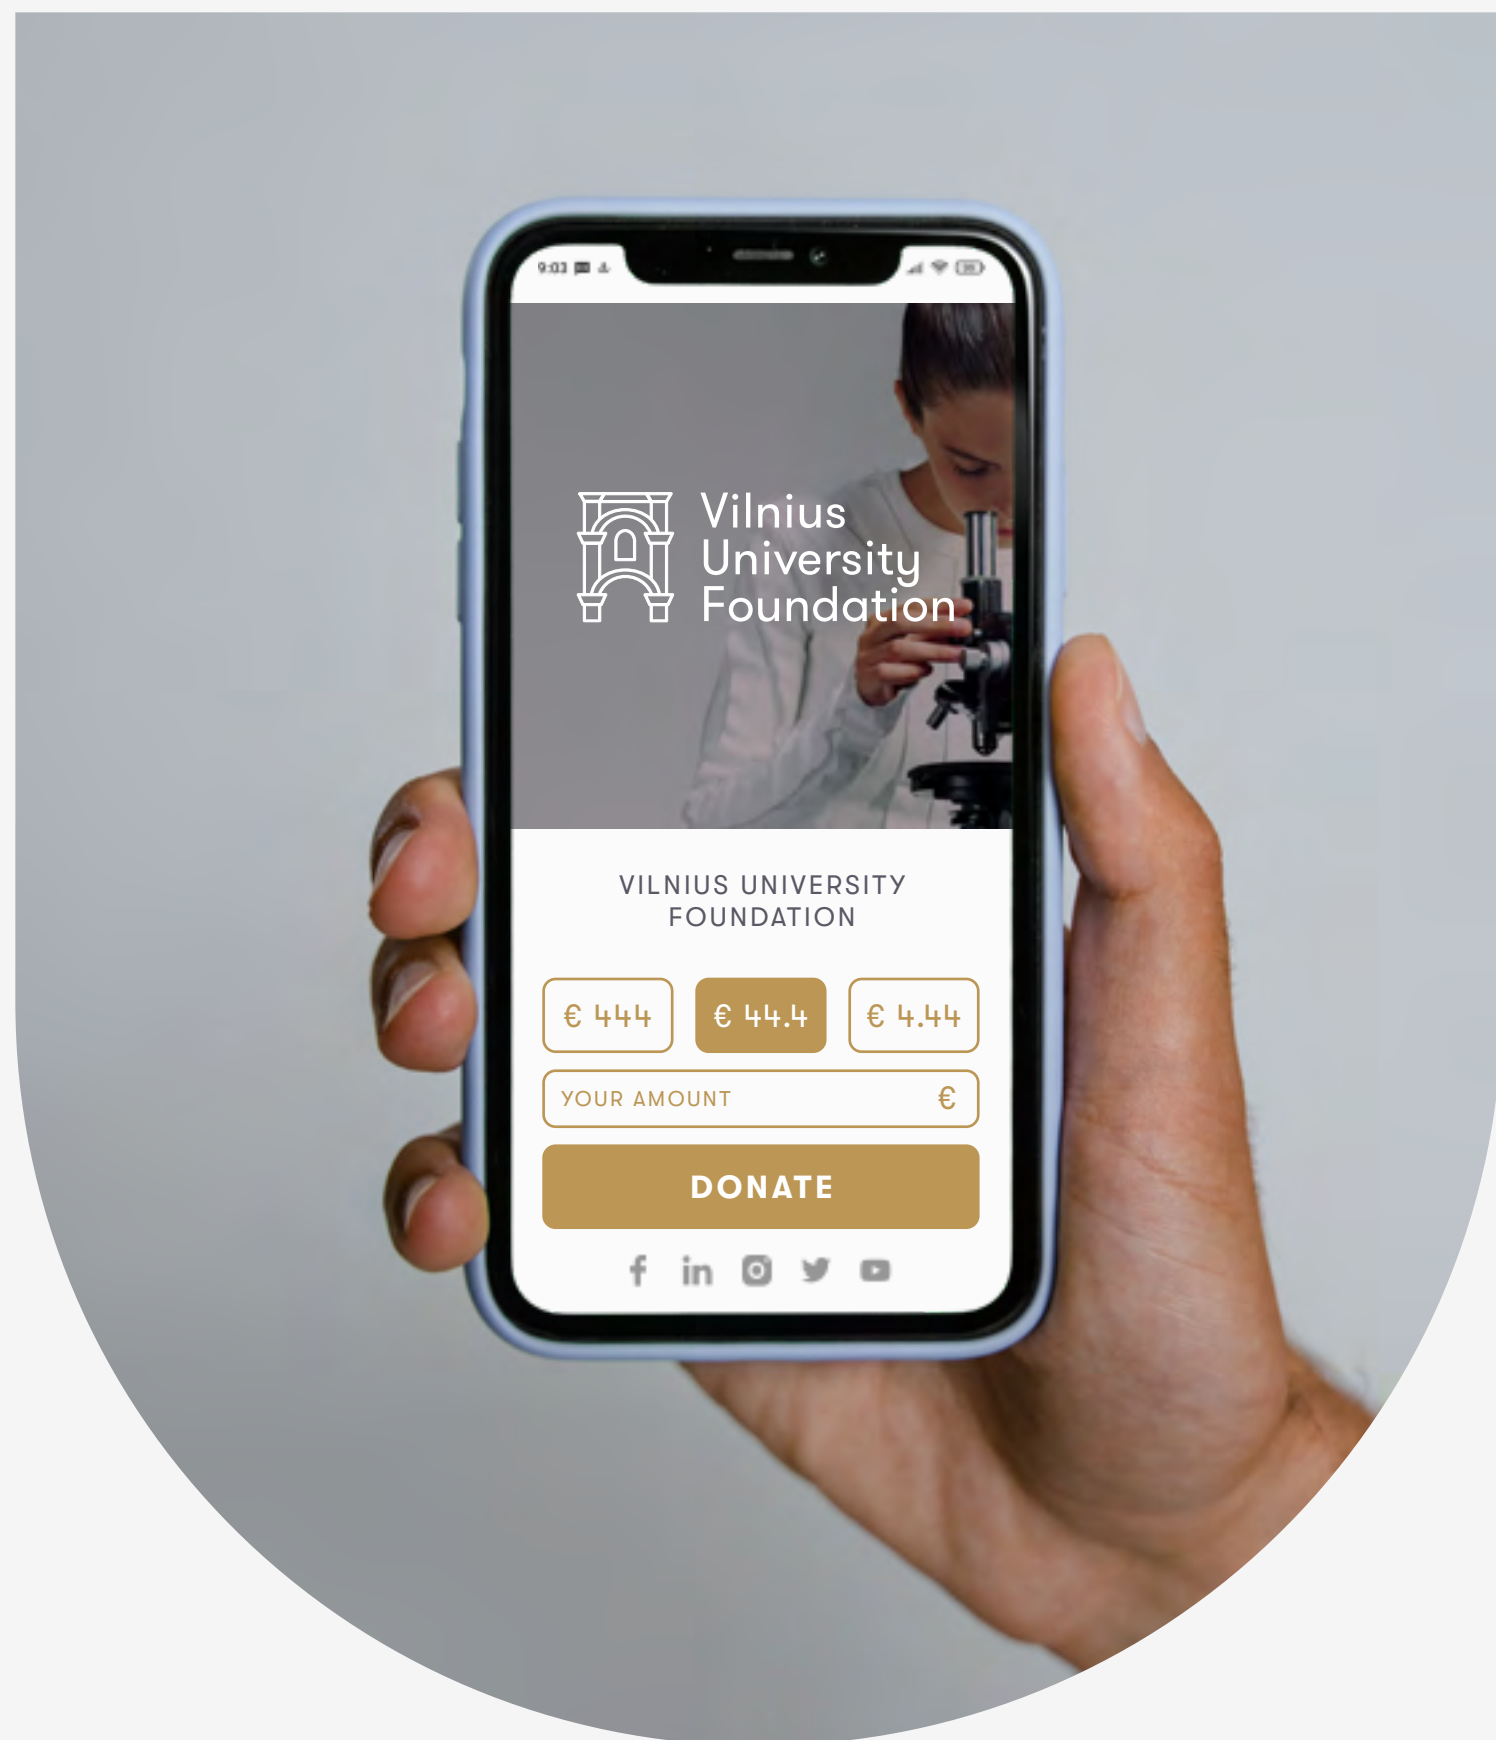 9:03
Vilnius
University
Foundation
VILNIUS UNIVERSITY
FOUNDATION
€ 444 € 44.4 € 4.44
YOUR AMOUNT €
DONATE